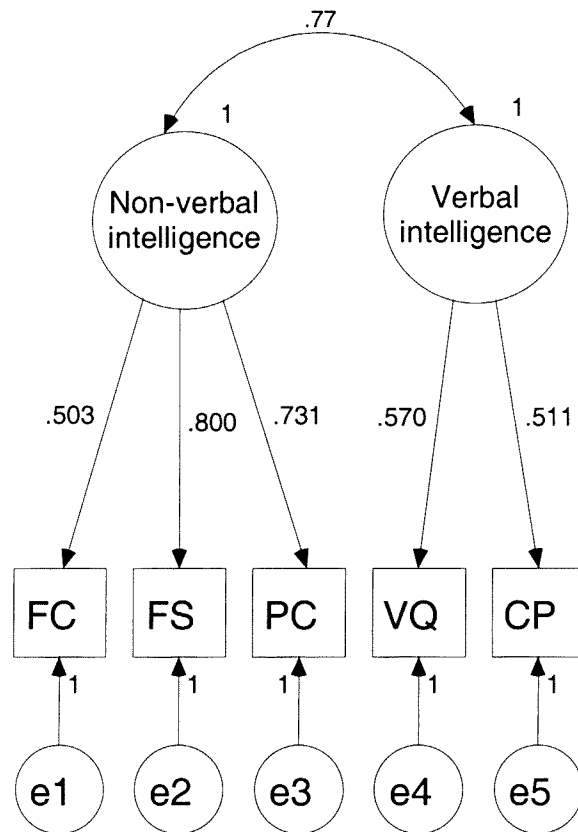 .77
1
1
Non-verbal
intelligence
Verbal
intelligence
.503
.800
.731
.570
.511
FC
FS
PC
VQ
CP
1
1
1
1
1
e1
e2
e3
e4
e5